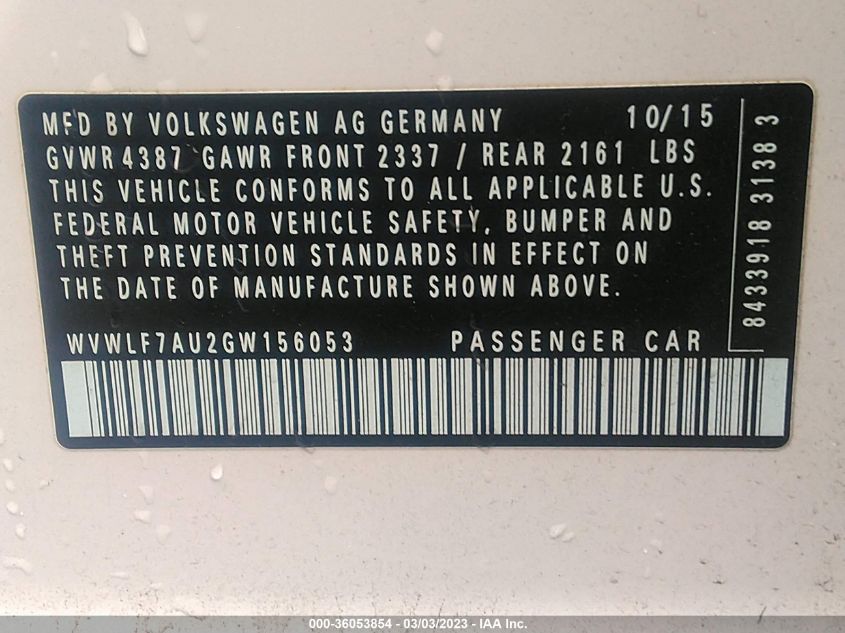 MFD BY VOLKSWAGEN AG GERMANY 10/15
GVWR 4387 GAWR FRONT 2337 / REAR 2161 LBS
THIS VEHICLE CONFORMS TO ALL APPLICABLE U.S.
FEDERAL MOTOR VEHICLE SAFETY, BUMPER AND
THEFT PREVENTION STANDARDS IN EFFECT ON
THE DATE OF MANUFACTURE SHOWN ABOVE.
WVWLF7AU2GW156053 PASSENGER CAR
8433918 3138 3
000-36053854 - 03/03/2023 - IAA Inc.